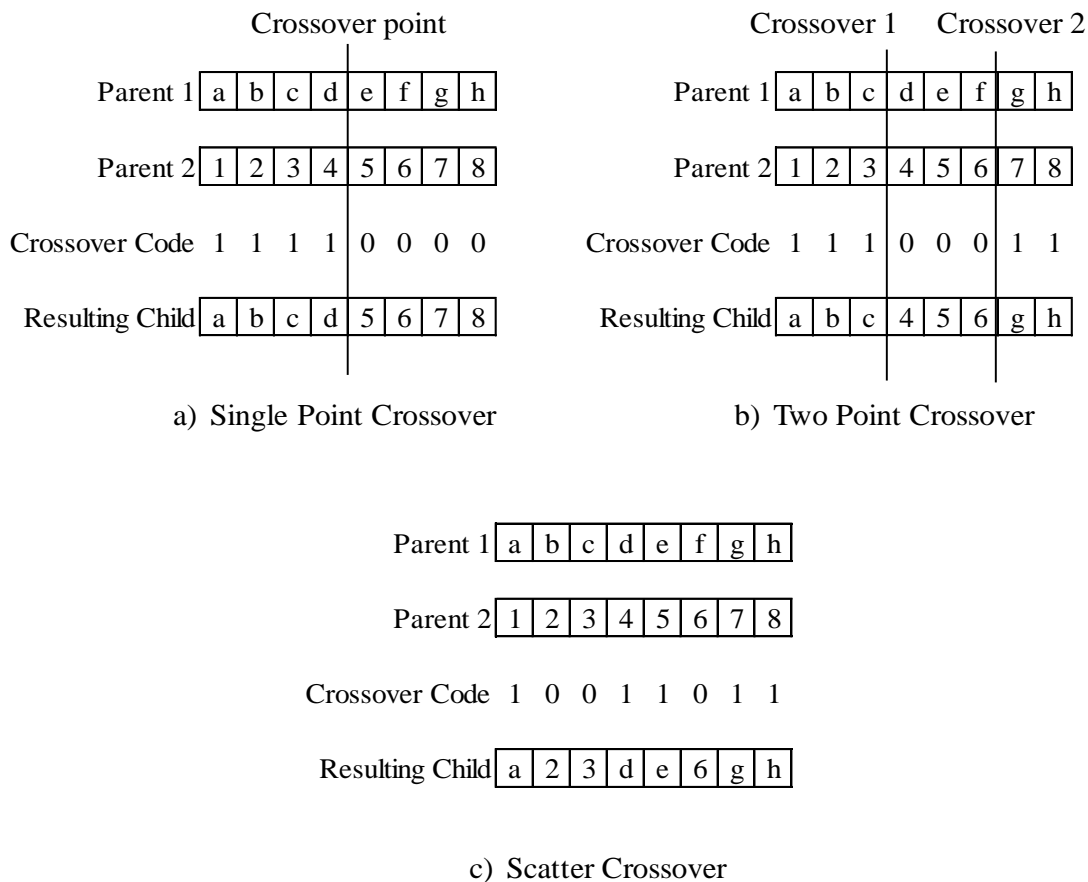 Crossover point
Parent 1 a b c d e f g h
Parent 2 1 2 3 4 5 6 7 8
Crossover Code 1 1 1 1 0 0 0 0
Resulting Child a b c d 5 6 7 8
a) Single Point Crossover
Crossover 1 Crossover 2
Parent 1 a b c d e f g h
Parent 2 1 2 3 4 5 6 7 8
Crossover Code 1 1 1 0 0 0 1 1
Resulting Child a b c 4 5 6 g h
b) Two Point Crossover
Parent 1 a b c d e f g h
Parent 2 1 2 3 4 5 6 7 8
Crossover Code 1 0 0 1 1 0 1 1
Resulting Child a 2 3 d e 6 g h
c) Scatter Crossover